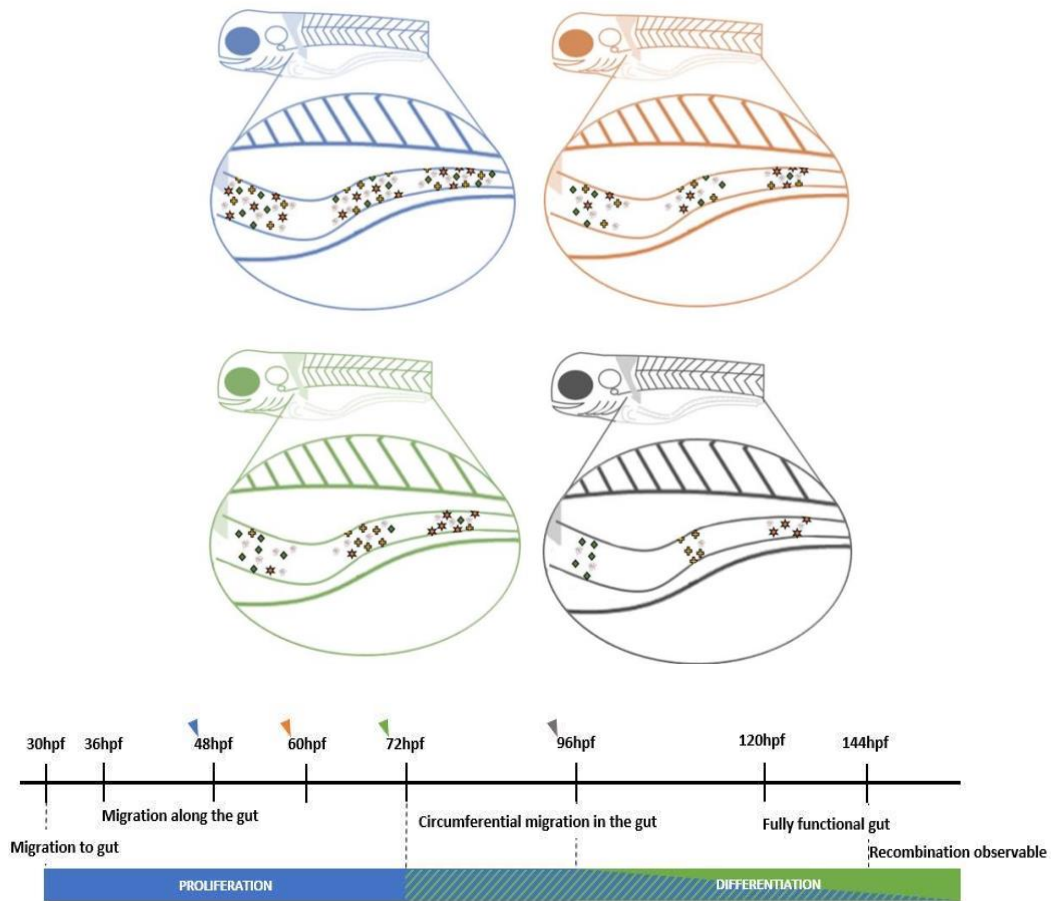 30hpf 36hpf 48hpf 60hpf 72hpf 96hpf 120hpf 144hpf
Migration along the gut
Circumferential migration in the gut
Fully functional gut
Migration to gut
Recombination observable
PROLIFERATION
DIFFERENTIATION